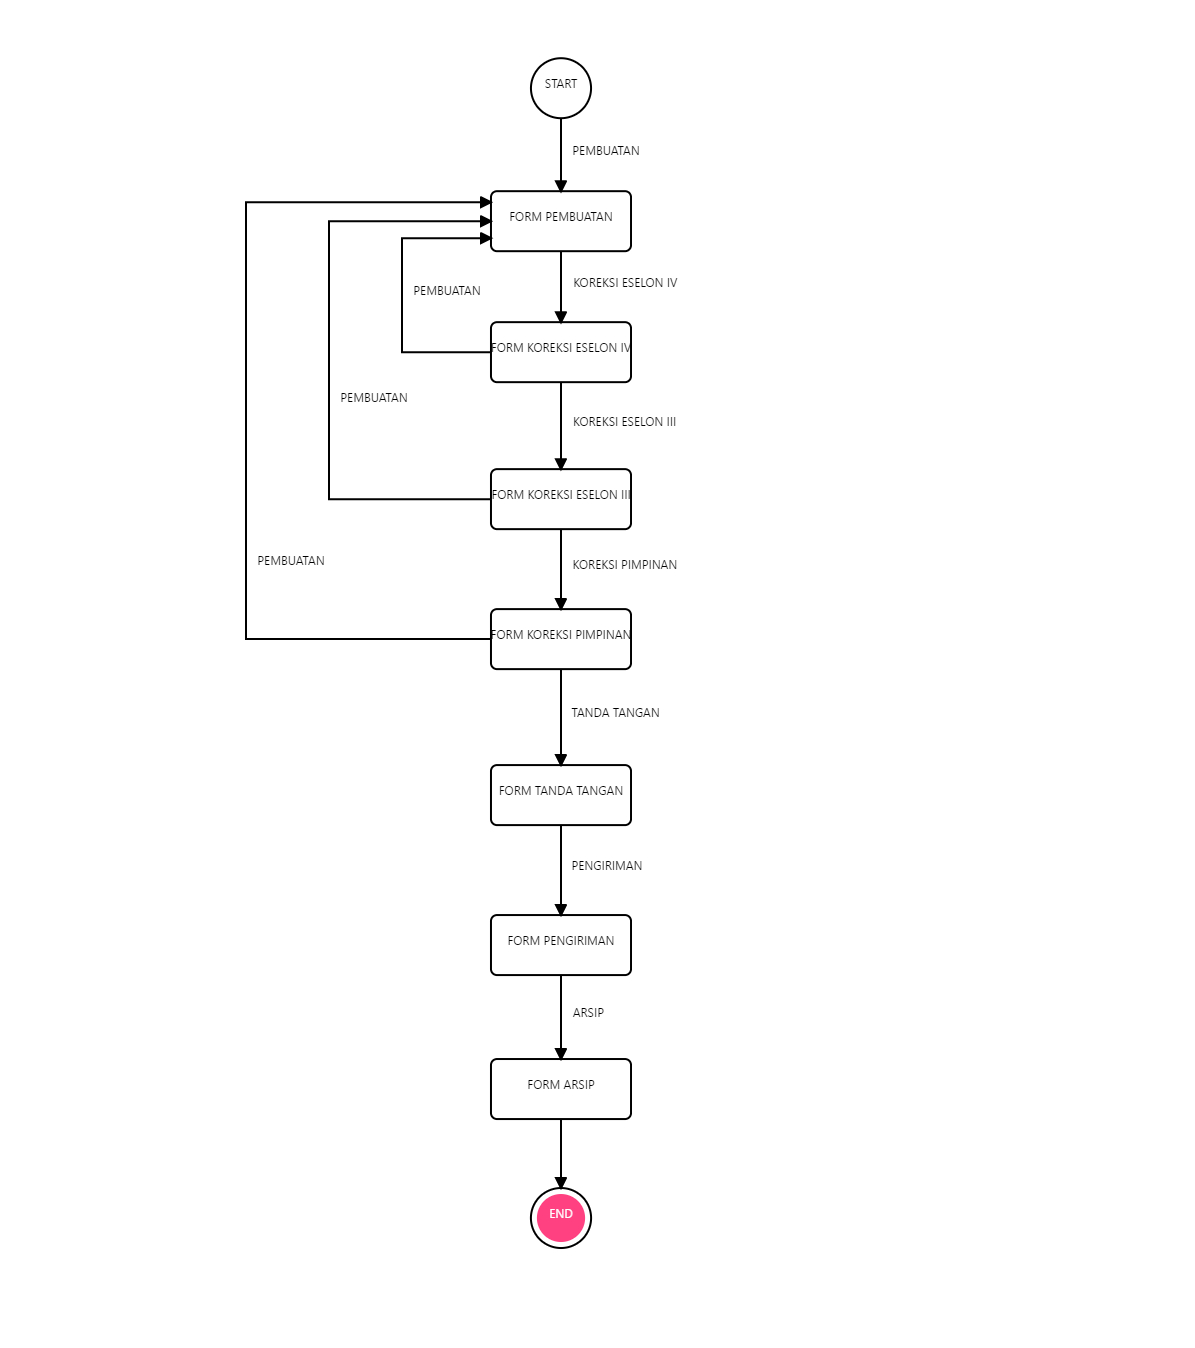 START
PEMBUATAN
FORM PEMBUATAN
KOREKSI ESELON IV
PEMBUATAN
FORM KOREKSI ESELON IV
PEMBUATAN
KOREKSI ESELON III
FORM KOREKSI ESELON III
PEMBUATAN
KOREKSI PIMPINAN
FORM KOREKSI PIMPINAN
TANDA TANGAN
FORM TANDA TANGAN
PENGIRIMAN
FORM PENGIRIMAN
ARSIP
FORM ARSIP
END